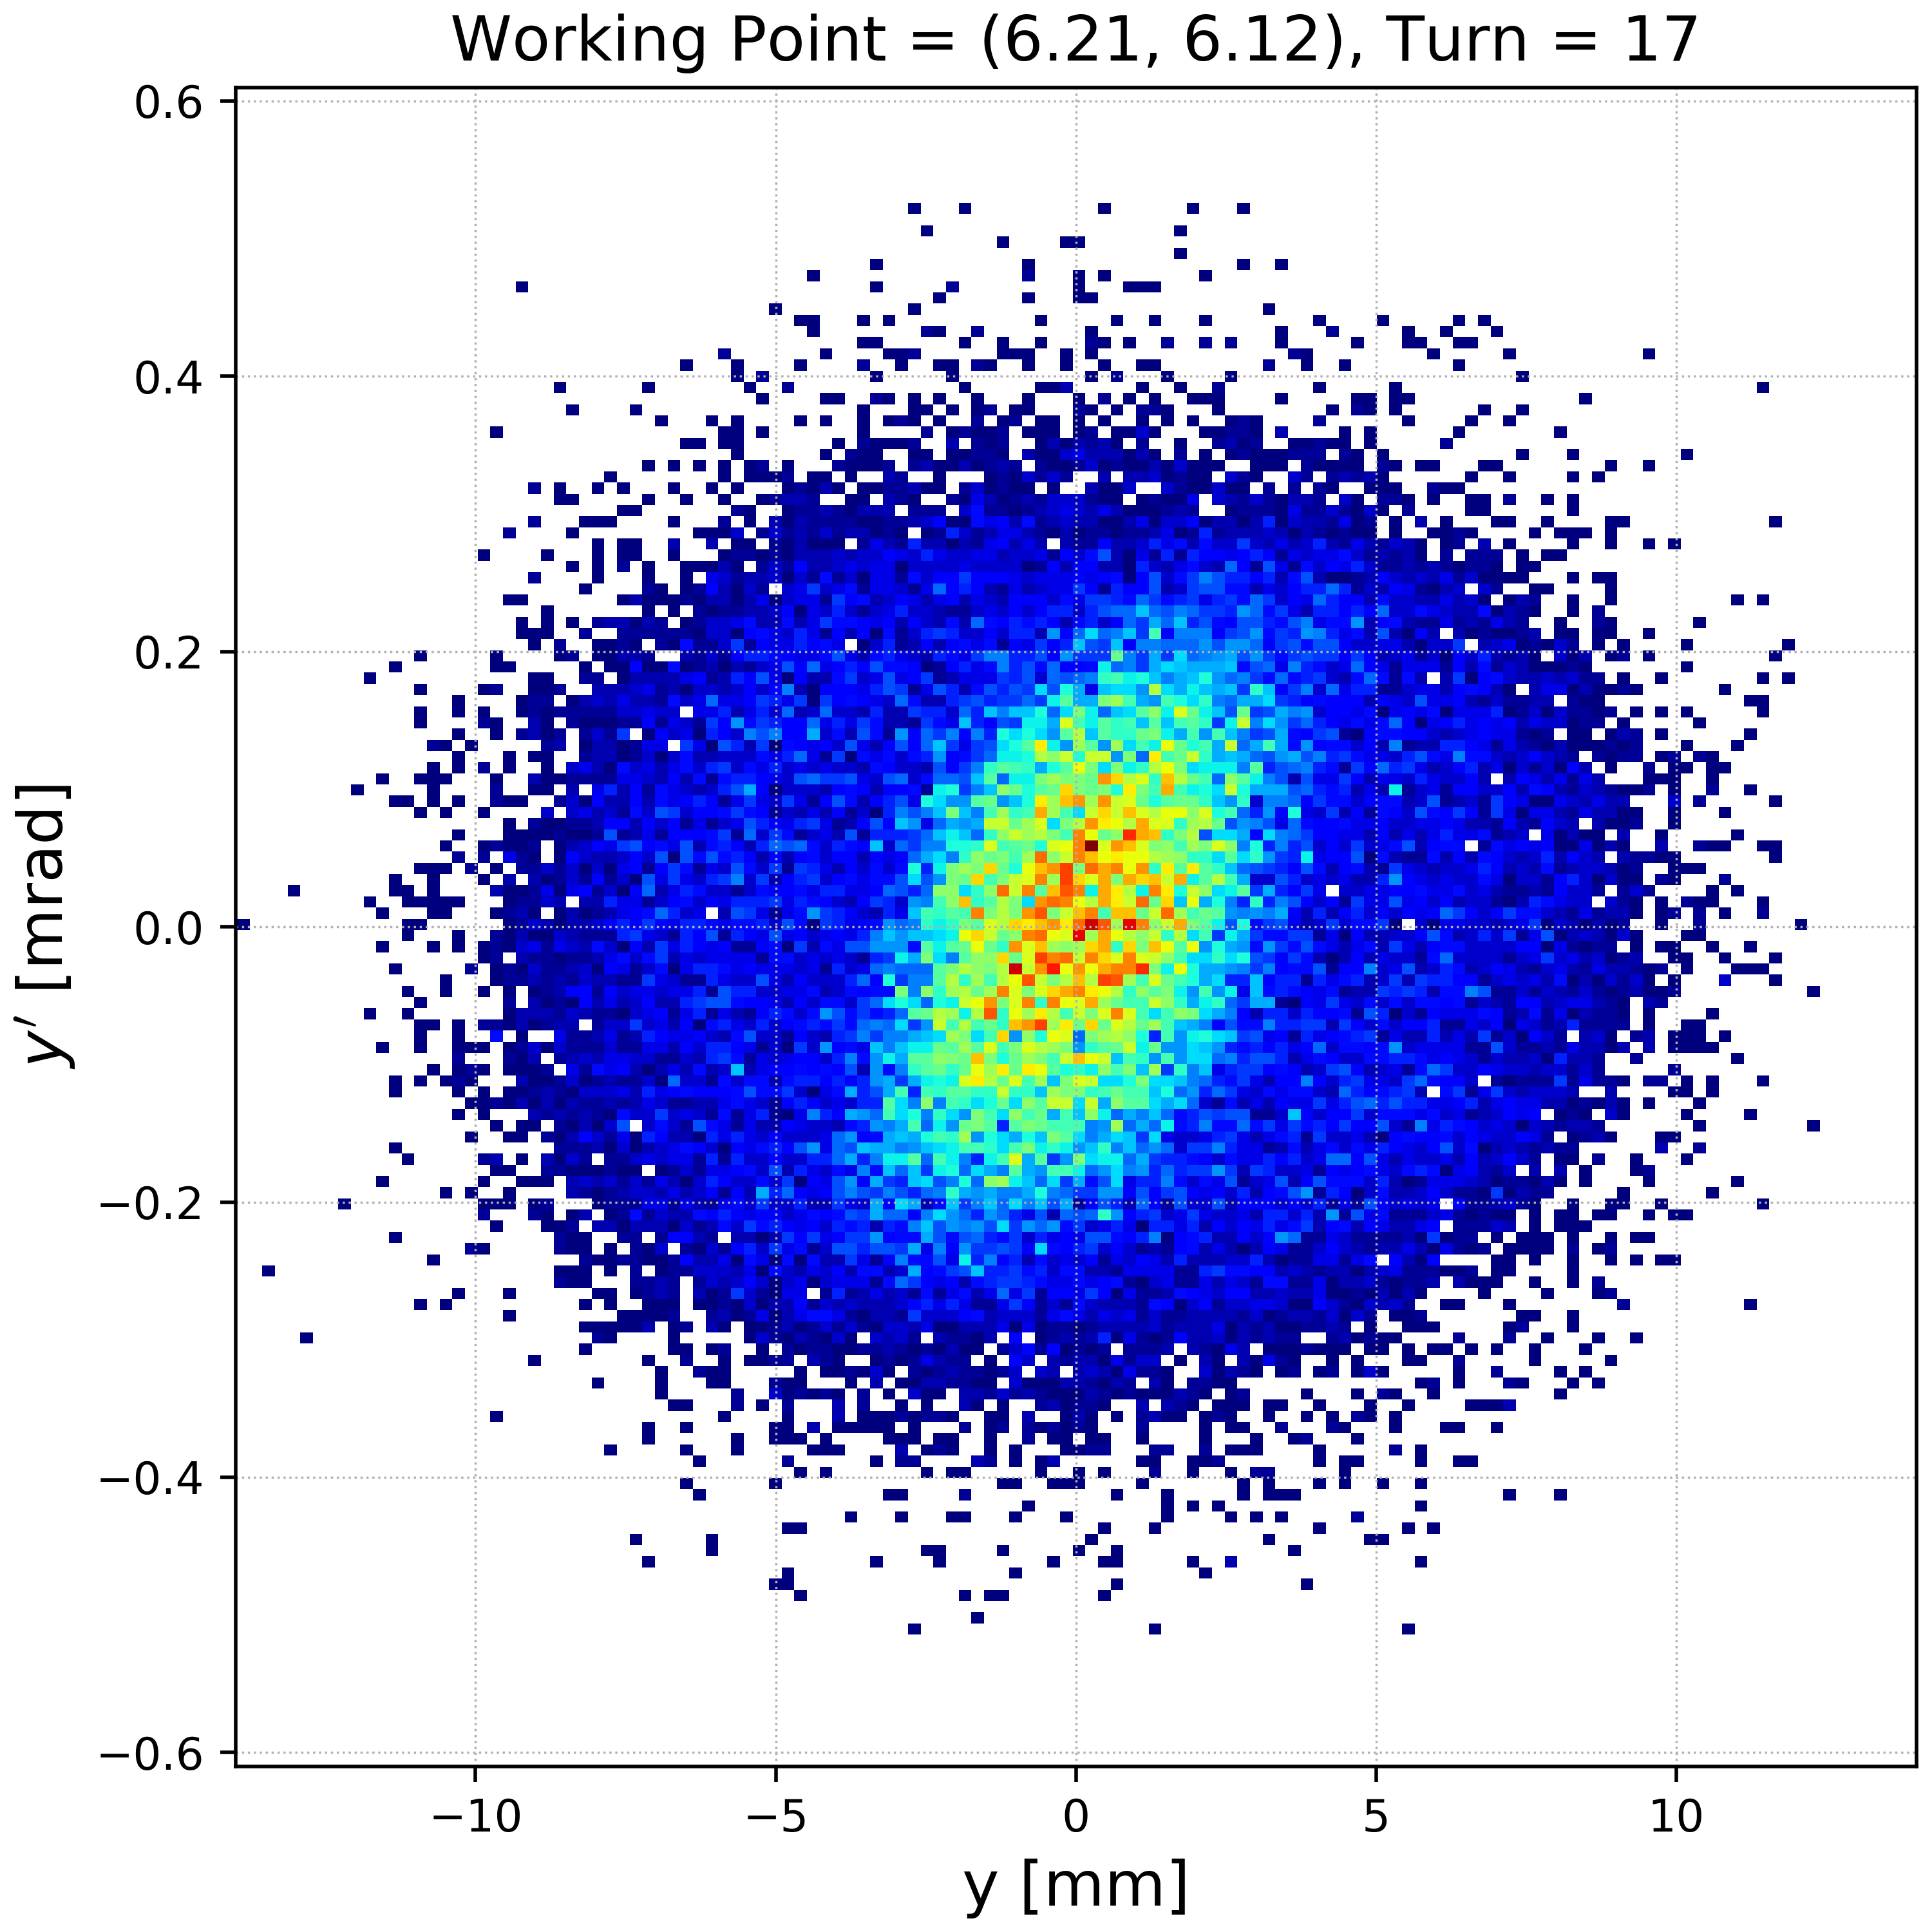 Working Point = (6.21, 6.12), Turn = 17
0.6
0.4
0.2
0.0
−0.2
−0.4
−0.6
y′ [mrad]
−10 −5 0 5 10
y [mm]